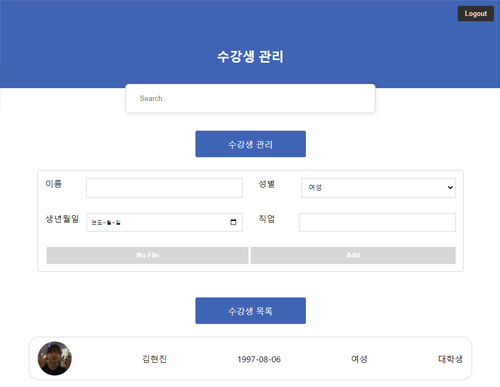 Logout
수강생 관리
Search..
수강생 관리
이름
성별
여성
생년월일
연도-월-일
직업
No File
Add
수강생 목록
김현진 1997-08-06 여성 대학생